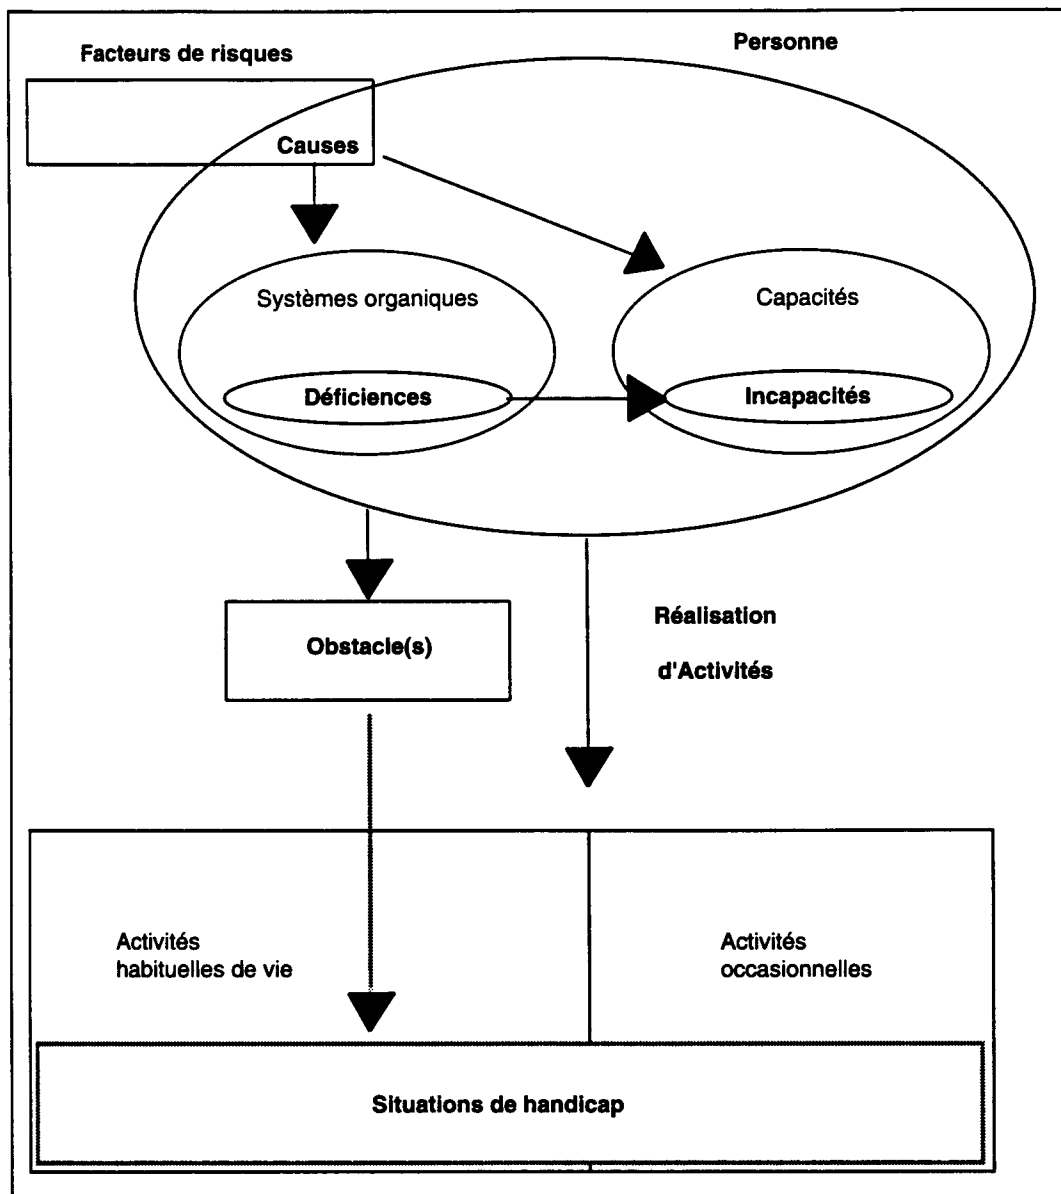 Facteurs de risques
Personne
Causes
Systèmes organiques
Capacités
Déficiences
Incapacités
Obstacle(s)
Réalisation
d'Activités
Activités
habituelles de vie
Activités
occasionnelles
Situations de handicap